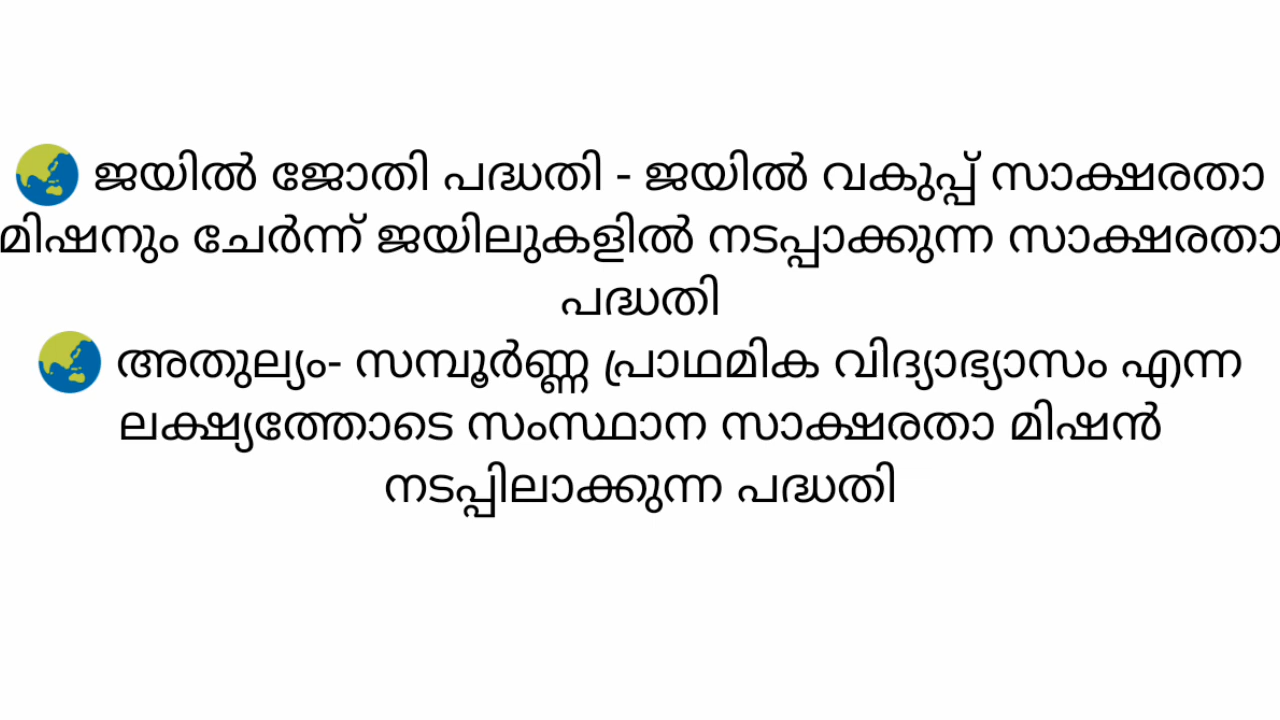 🌏 ജയിൽ ജോതി പദ്ധതി - ജയിൽ വകുപ്പ് സാക്ഷരതാ
മിഷനും ചേർന്ന് ജയിലുകളിൽ നടപ്പാക്കുന്ന സാക്ഷരതാ
പദ്ധതി
🌏 അതുല്യം- സമ്പൂർണ്ണ പ്രാഥമിക വിദ്യാഭ്യാസം എന്ന
ലക്ഷ്യത്തോടെ സംസ്ഥാന സാക്ഷരതാ മിഷൻ
നടപ്പിലാക്കുന്ന പദ്ധതി